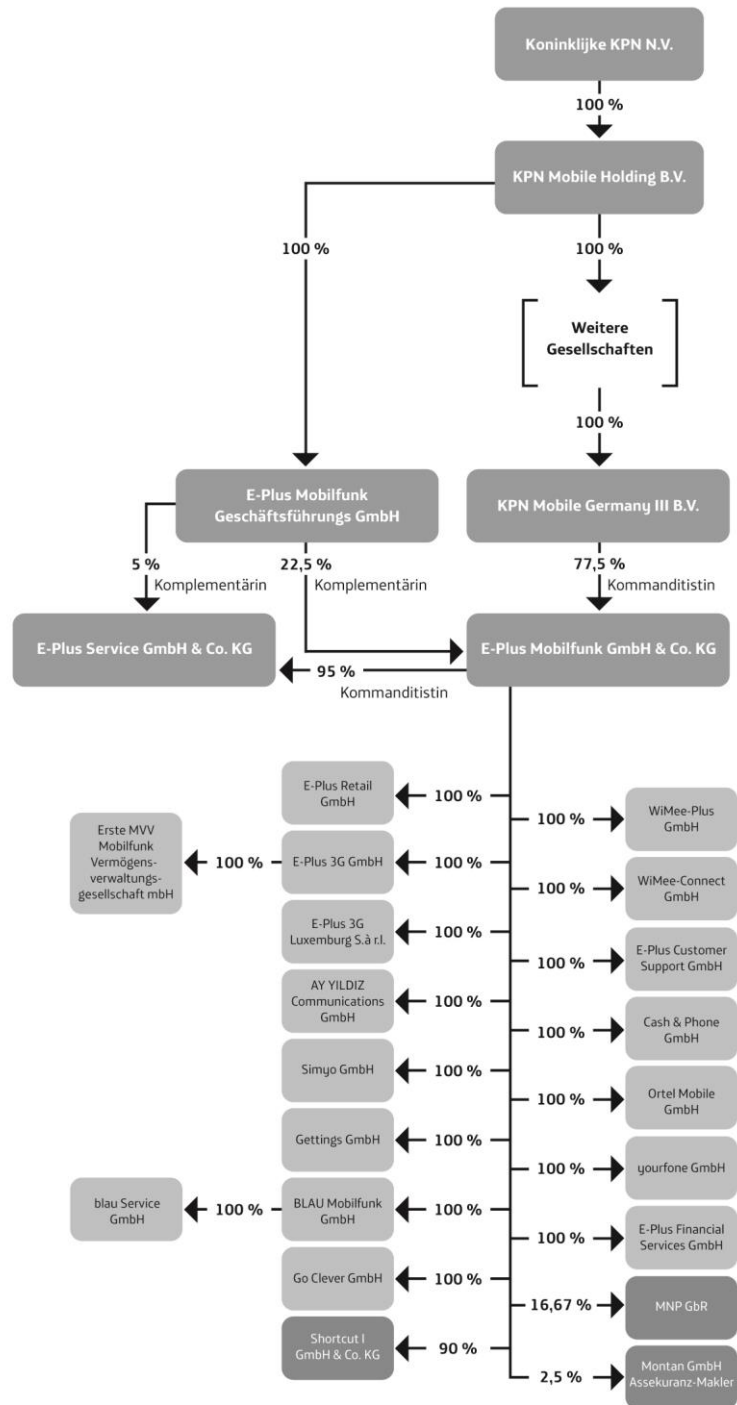 Koninklijke KPN N.V.
100 %
KPN Mobile Holding B.V.
100 %
100 %
Weitere
Gesellschaften
100 %
E-Plus Mobilfunk
Geschäftsführungs GmbH
KPN Mobile Germany III B.V.
5 %
Komplementärin
22,5 %
Komplementärin
77,5 %
Kommanditistin
E-Plus Service GmbH & Co. KG
E-Plus Mobilfunk GmbH & Co. KG
95 %
Kommanditistin
E-Plus Retail
GmbH
100 %
100 %
WiMee-Plus
GmbH
Erste MVV
Mobilfunk
Vermögens-
verwaltungs-
gesellschaft mbH
100 %
E-Plus 3G GmbH
100 %
100 %
WiMee-Connect
GmbH
E-Plus 3G
Luxemburg S.à r.l.
100 %
100 %
E-Plus Customer
Support GmbH
AY YILDIZ
Communications
GmbH
100 %
100 %
Cash & Phone
GmbH
Simyo GmbH
100 %
100 %
Ortel Mobile
GmbH
Gettings GmbH
100 %
100 %
yourfone GmbH
blau Service
GmbH
100 %
BLAU Mobilfunk
GmbH
100 %
100 %
E-Plus Financial
Services GmbH
Go Clever GmbH
100 %
16,67 %
MNP GbR
Shortcut I
GmbH & Co. KG
90 %
2,5 %
Montan GmbH
Assekuranz-Makler